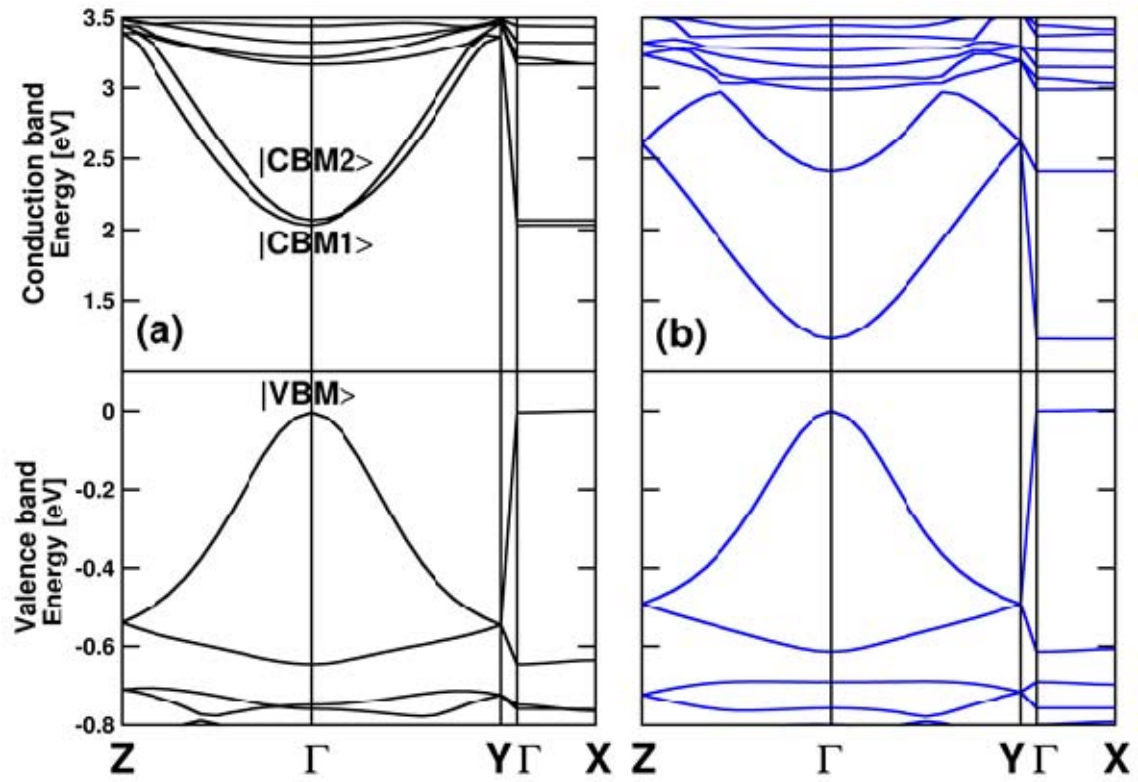 Conduction band
Energy [eV]
3.5
3
2.5
2
1.5
|CBM2>
|CBM1>
(a)
(b)
Valence band
Energy [eV]
0
-0.2
-0.4
-0.6
-0.8
|VBM>
Z Γ Y Γ X
Z Γ Y Γ X